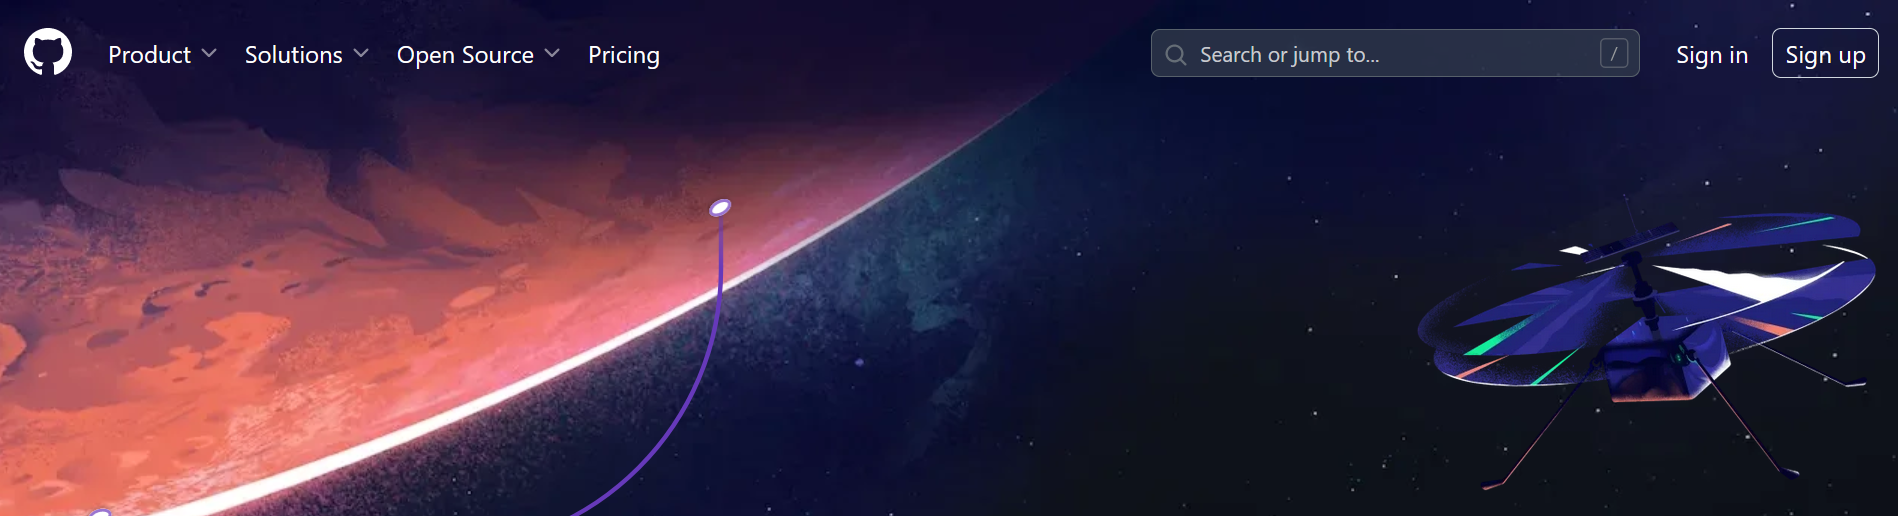 Product Solutions Open Source Pricing Search or jump to... / Sign in Sign up